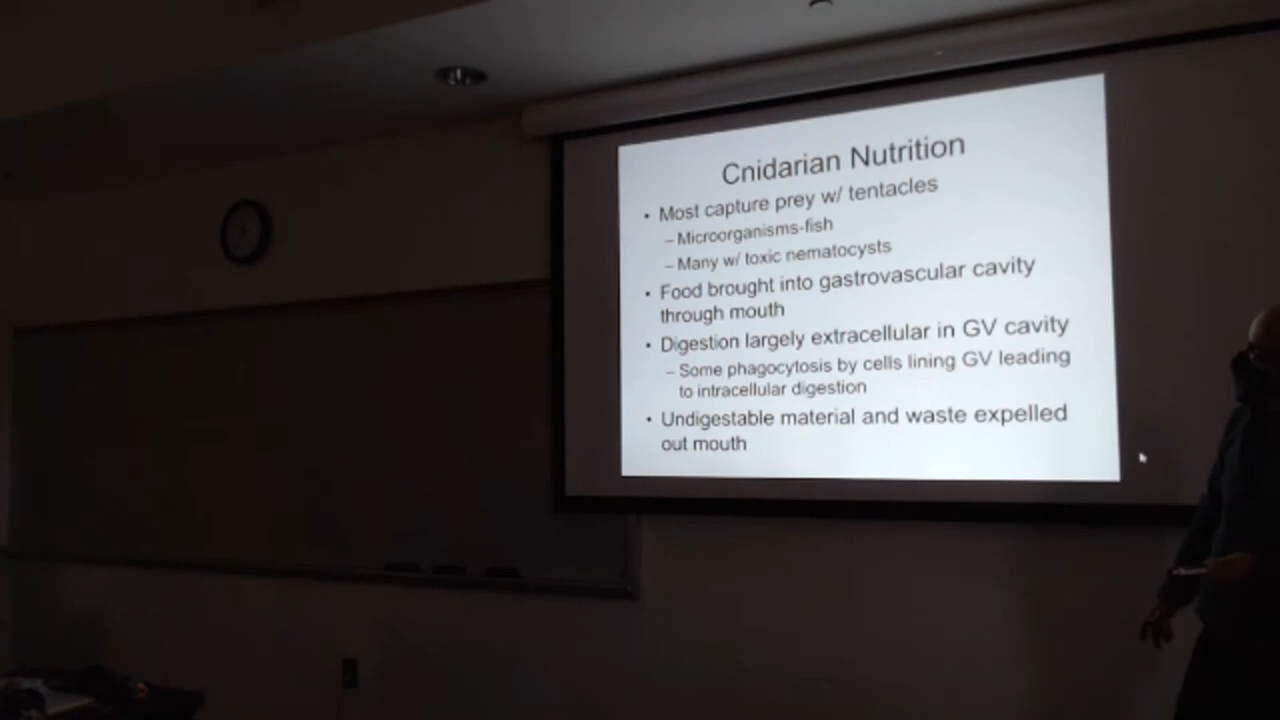 Cnidarian Nutrition
• Most capture prey w/ tentacles
– Microorganisms-fish
– Many w/ toxic nematocysts
• Food brought into gastrovascular cavity
through mouth
• Digestion largely extracellular in GV cavity
– Some phagocytosis by cells lining GV leading
to intracellular digestion
• Undigestable material and waste expelled
out mouth